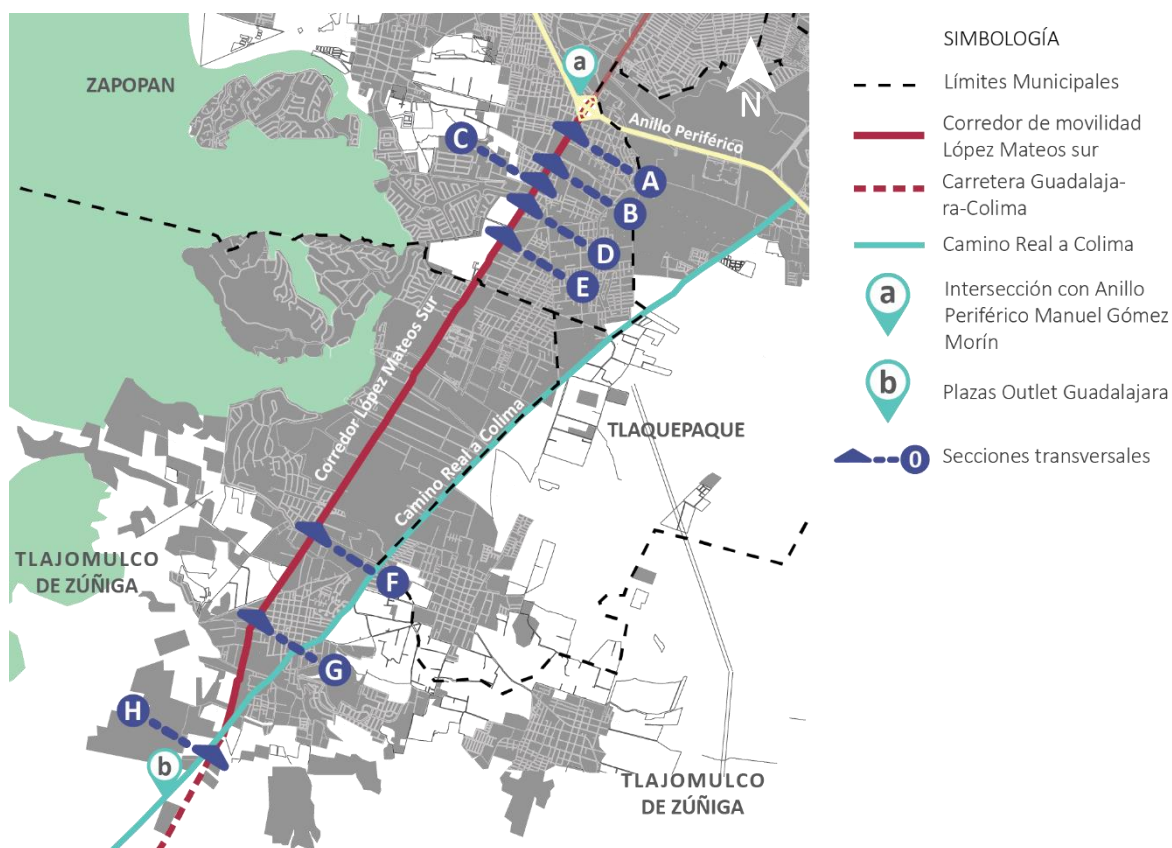 ZAPOPAN
a
N
Anillo Periférico
C
A
B
D
E
Corredor López Mateos Sur
Camino Real a Colima
TLAQUEPAQUE
TLAJOMULCO
DE ZÚÑIGA
F
G
H
b
TLAJOMULCO
DE ZÚÑIGA
SIMBOLOGÍA
Límites Municipales
Corredor de movilidad
López Mateos sur
Carretera Guadalaja-
ra-Colima
Camino Real a Colima
a
Intersección con Anillo
Periférico Manuel Gómez
Morín
b
Plazas Outlet Guadalajara
0
Secciones transversales